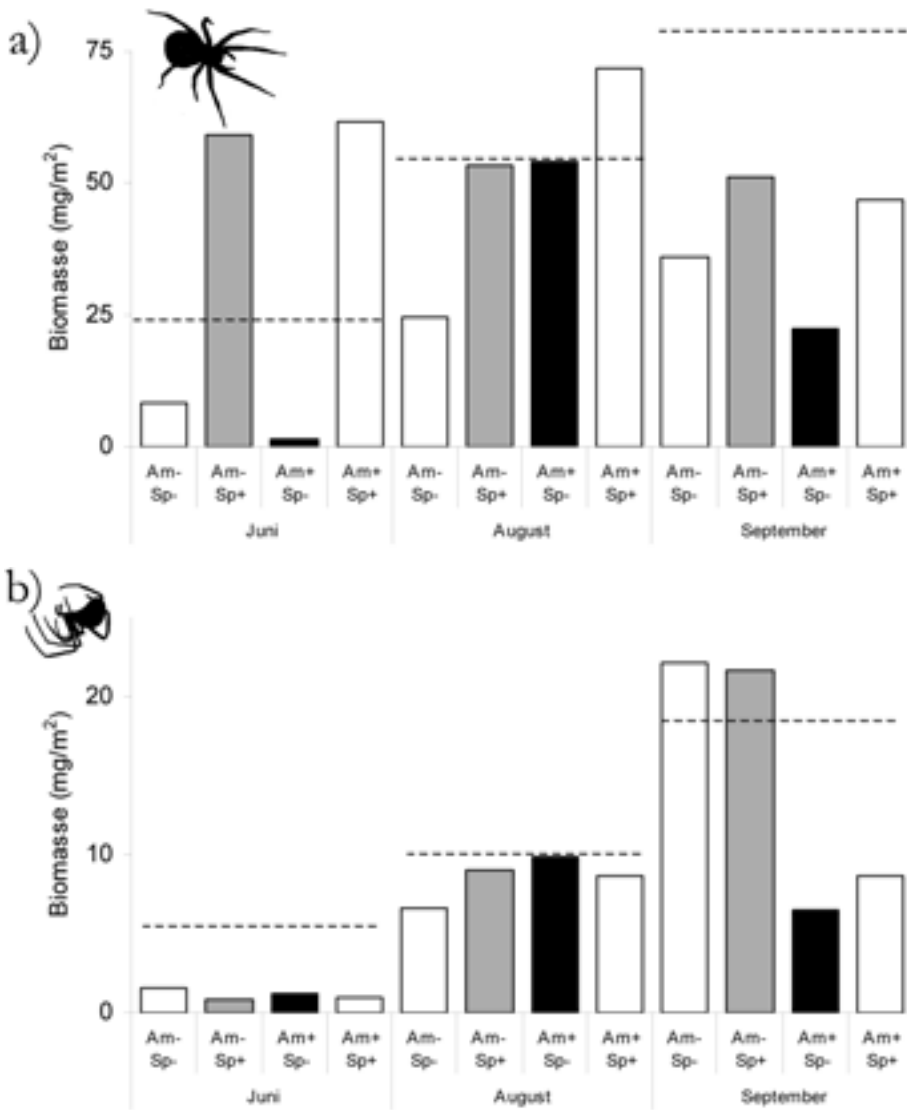 a)
75
50
25
0
Biomasse (mg/m²)
Am- Am- Am+ Am+ Am- Am- Am+ Am+ Am- Am- Am+ Am+
Sp- Sp+ Sp- Sp+ Sp- Sp+ Sp- Sp+ Sp- Sp+ Sp- Sp+
Juni August September
b)
20
10
0
Biomasse (mg/m²)
Am- Am- Am+ Am+ Am- Am- Am+ Am+ Am- Am- Am+ Am+
Sp- Sp+ Sp- Sp+ Sp- Sp+ Sp- Sp+ Sp- Sp+ Sp- Sp+
Juni August September